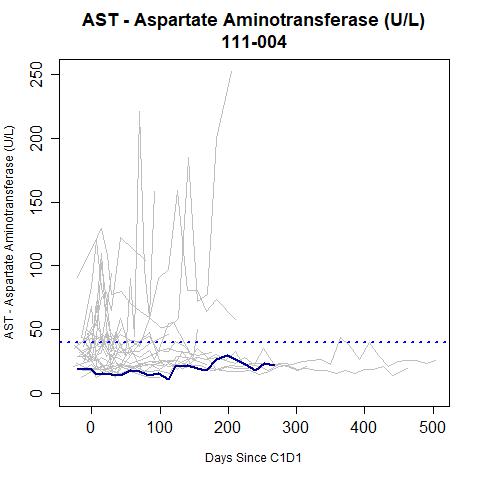 AST - Aspartate Aminotransferase (U/L)
111-004
AST - Aspartate Aminotransferase (U/L)
250
200
150
100
50
0
0 100 200 300 400 500
Days Since C1D1